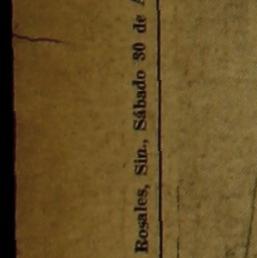 Rosales, Sin., Sábado 30 de